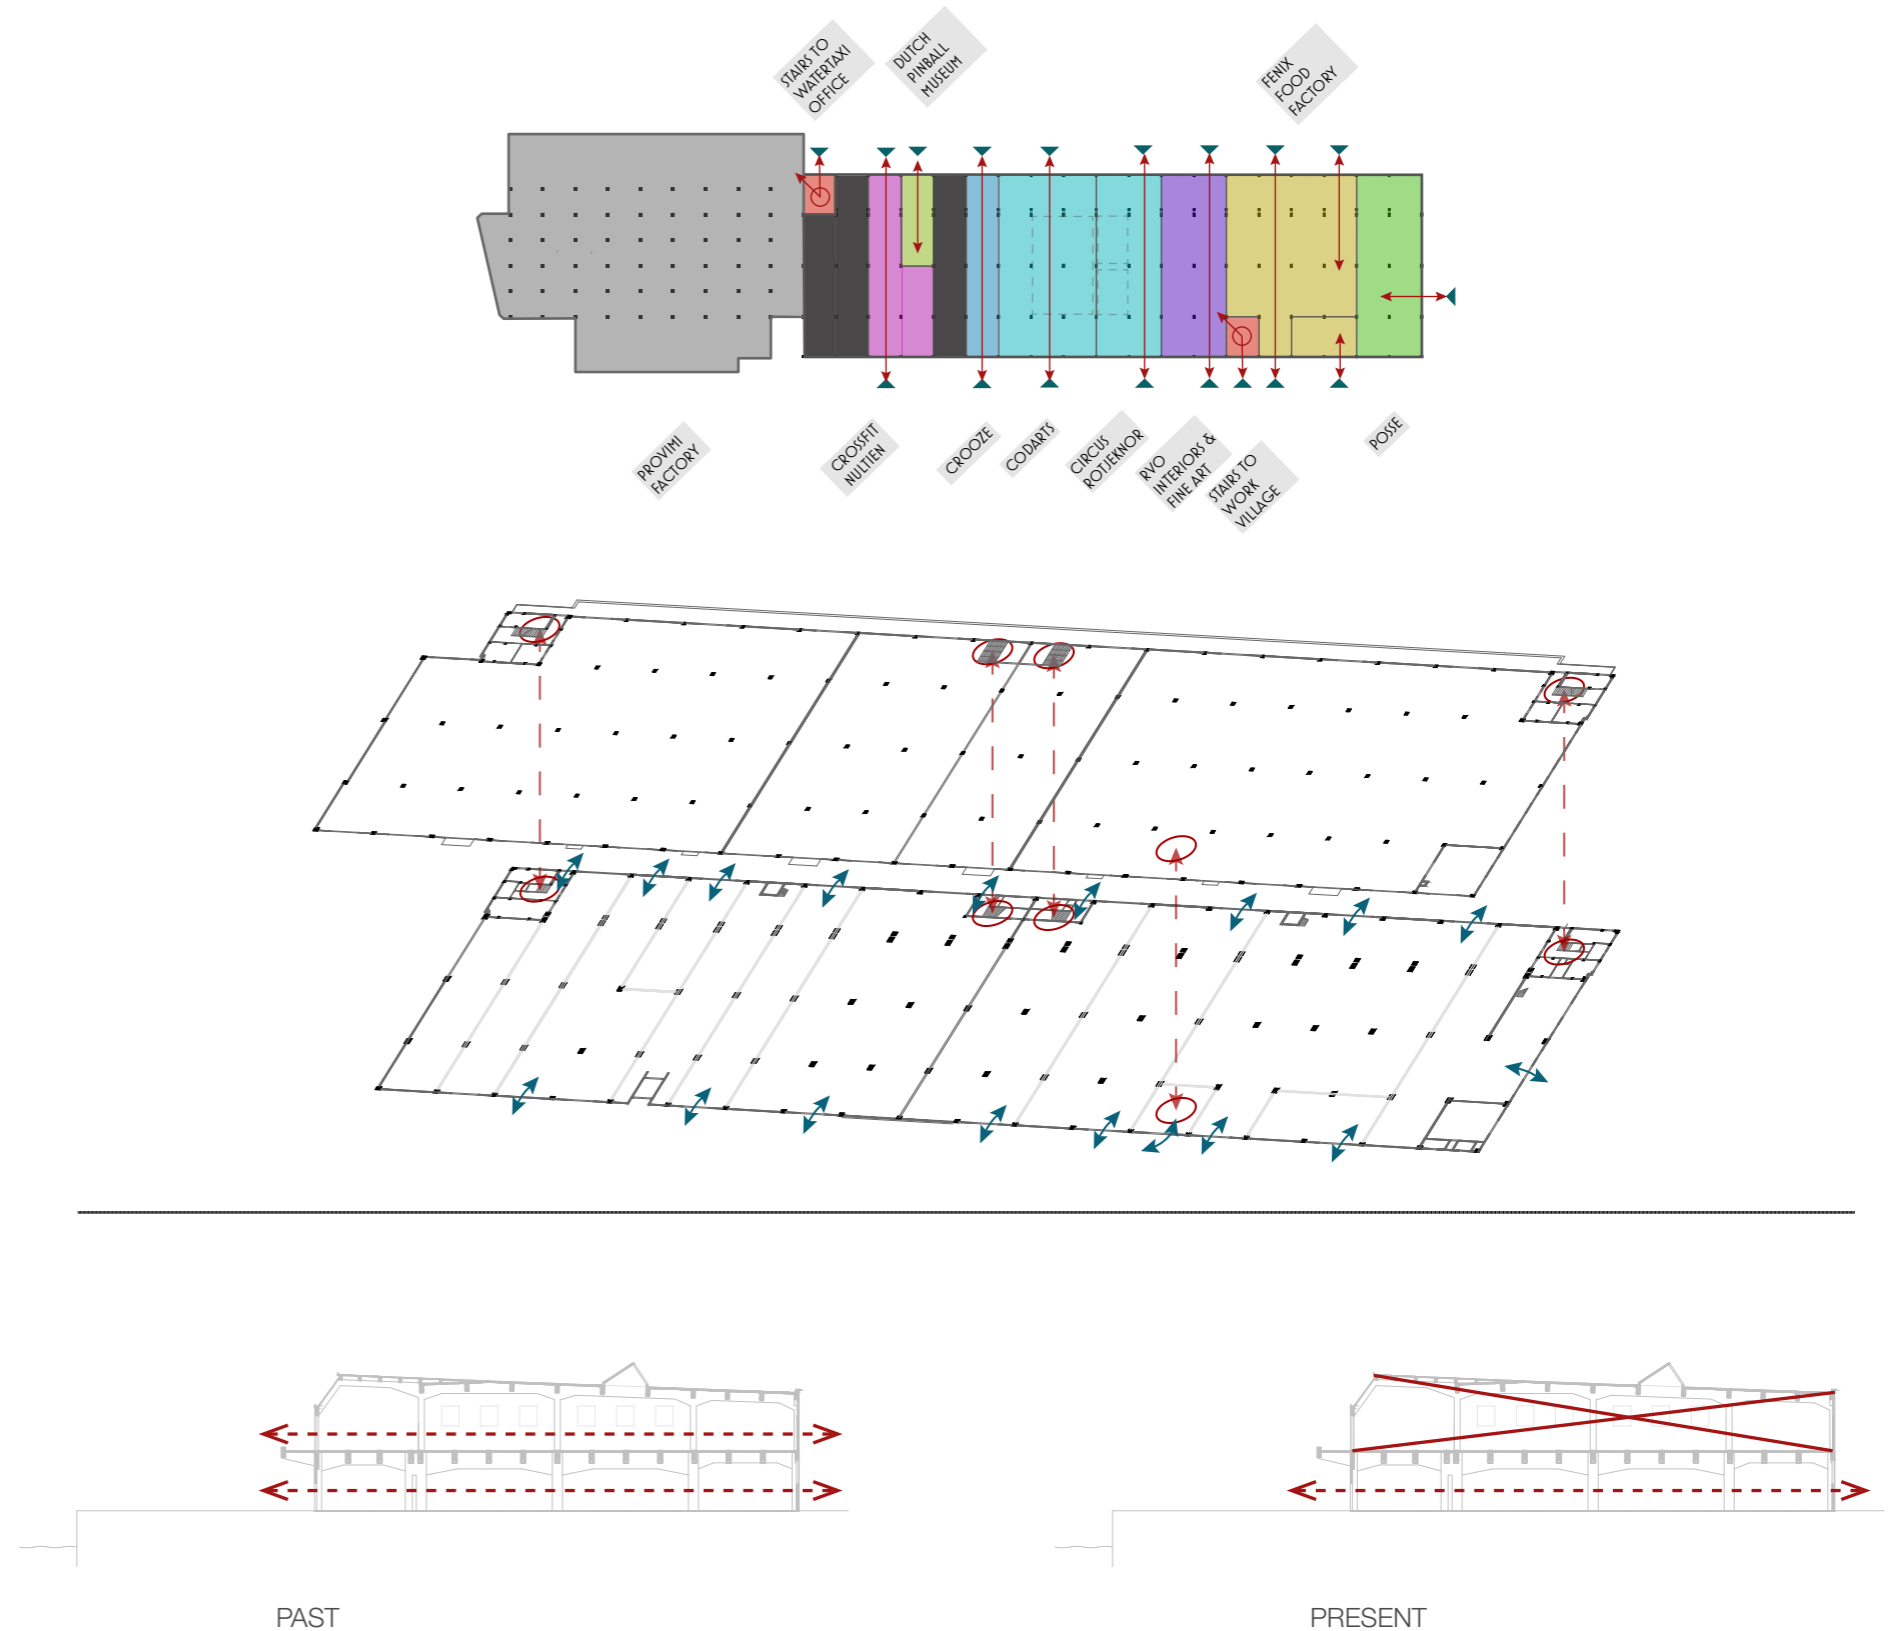 STAIRS TO
WATERTAXI
OFFICE
DUTCH
PINBALL
MUSEUM
FENIX
FOOD
FACTORY
PROVIMI
FACTORY
CROSSFIT
NULTIEN
CROOZE
CODARTS
CIRCUS
ROTJEKNOR
RVO
INTERIORS &
FINE ART
STAIRS TO
WORK
VILLAGE
POSSE
PAST
PRESENT